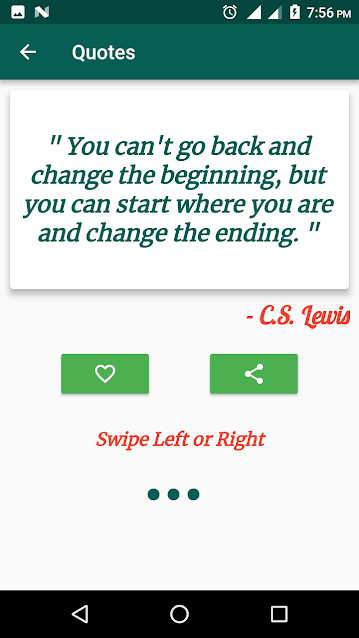 7:56 PM
Quotes
" You can't go back and
change the beginning, but
you can start where you are
and change the ending. "
- C.S. Lewis
Swipe Left or Right